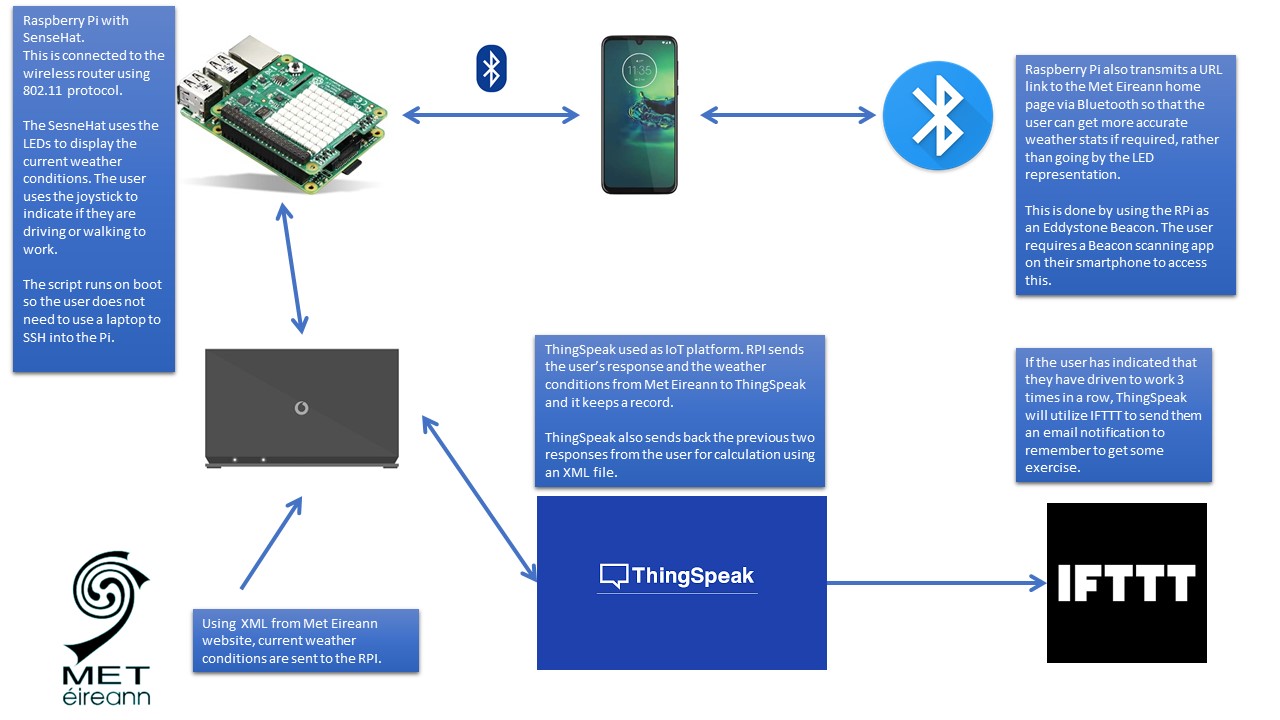 Raspberry Pi with
SenseHat.
This is connected to the
wireless router using
802.11 protocol.
The SesneHat uses the
LEDs to display the
current weather
conditions. The user
uses the joystick to
indicate if they are
driving or walking to
work.
The script runs on boot
so the user does not
need to use a laptop to
SSH into the Pi.
11:35
Raspberry Pi also transmits a URL
link to the Met Eireann home
page via Bluetooth so that the
user can get more accurate
weather stats if required, rather
than going by the LED
representation.
This is done by using the RPi as
an Eddystone Beacon. The user
requires a Beacon scanning app
on their smartphone to access
this.
ThingSpeak used as IoT platform. RPI sends
the user’s response and the weather
conditions from Met Eireann to ThingSpeak
and it keeps a record.
ThingSpeak also sends back the previous two
responses from the user for calculation using
an XML file.
If the user has indicated that
they have driven to work 3
times in a row, ThingSpeak
will utilize IFTTT to send them
an email notification to
remember to get some
exercise.
ThingSpeak
IFTTT
Using XML from Met Eireann
website, current weather
conditions are sent to the RPI.
MET
éireann